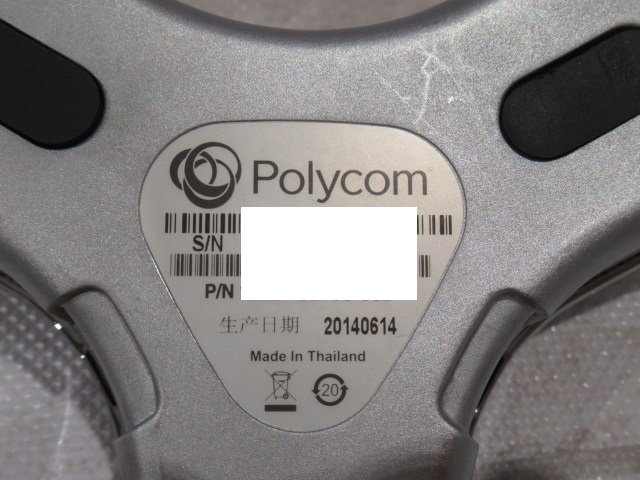 Polycom
S/N
P/N
生产日期 20140614
Made In Thailand
20